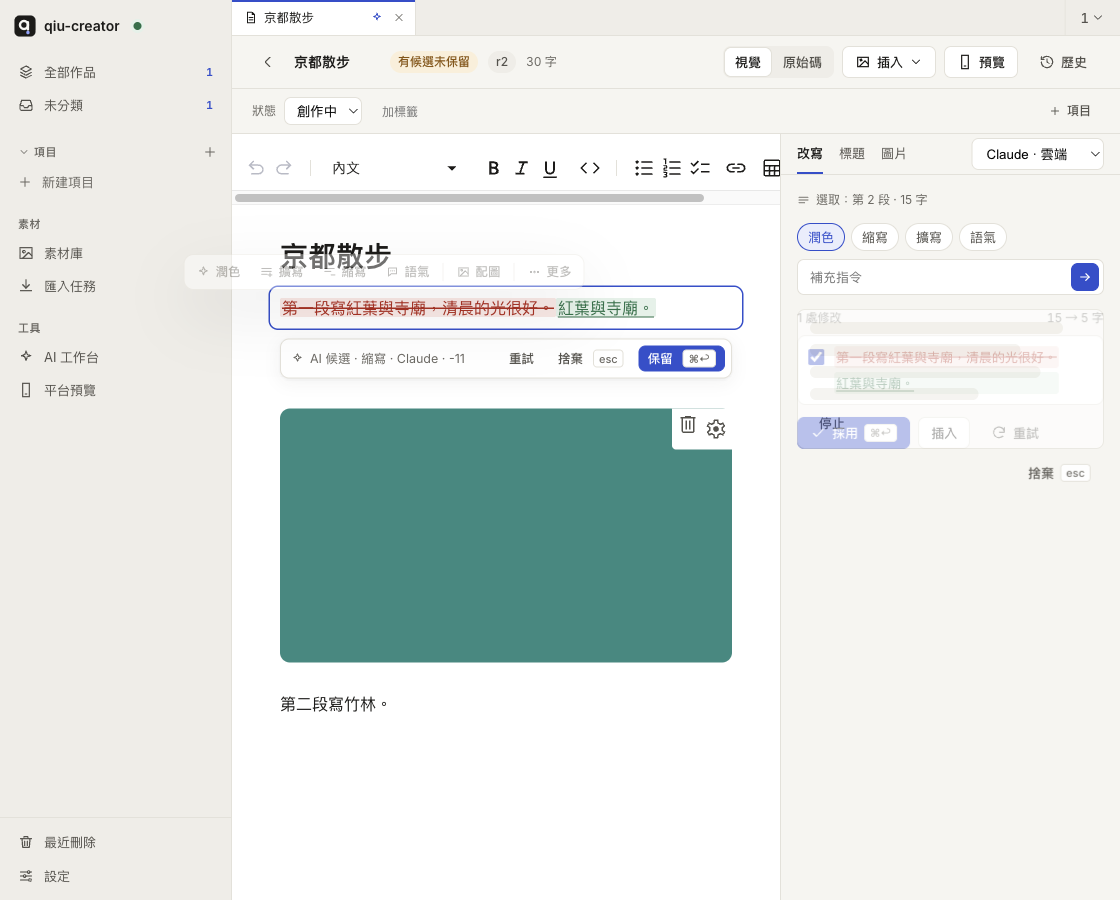 qiu-creator
全部作品 1
未分類 1
項目
新建項目
素材
素材庫
匯入任務
工具
AI 工作台
平台預覽
最近刪除
設定
京都散步
1
京都散步 有候選未保留 r2 30 字 視覺 原始碼 插入 預覽 歷史
狀態 創作中 加標籤 項目
內文 B I U
京都散步
潤色 擴寫 縮寫 語氣 配圖 更多
第一段寫紅葉與寺廟，清晨的光很好。 紅葉與寺廟。
AI 候選 · 縮寫 · Claude · -11 重試 捨棄 esc 保留 ⌘↩
第二段寫竹林。
改寫 標題 圖片 Claude · 雲端
選取：第 2 段 · 15 字
潤色 縮寫 擴寫 語氣
補充指令
1 處修改 15 → 5 字
第一段寫紅葉與寺廟，清晨的光很好。
紅葉與寺廟。
停止
採用 ⌘↩ 插入 重試
捨棄 esc